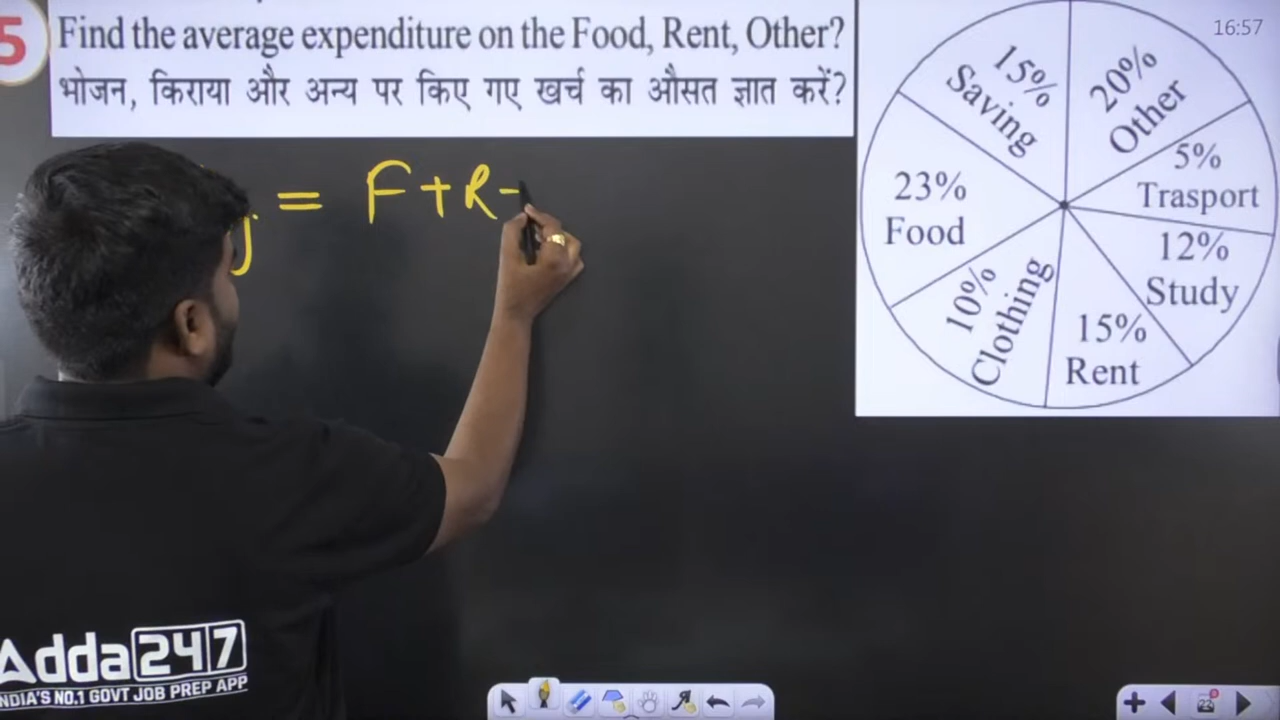 5
Find the average expenditure on the Food, Rent, Other?
भोजन, किराया और अन्य पर किए गए खर्च का औसत ज्ञात करें?
16:57
15%
Saving
20%
Other
5%
Trasport
23%
Food
12%
Study
10%
Clothing
15%
Rent
= F+R-
Adda247
INDIA'S NO.1 GOVT JOB PREP APP
22